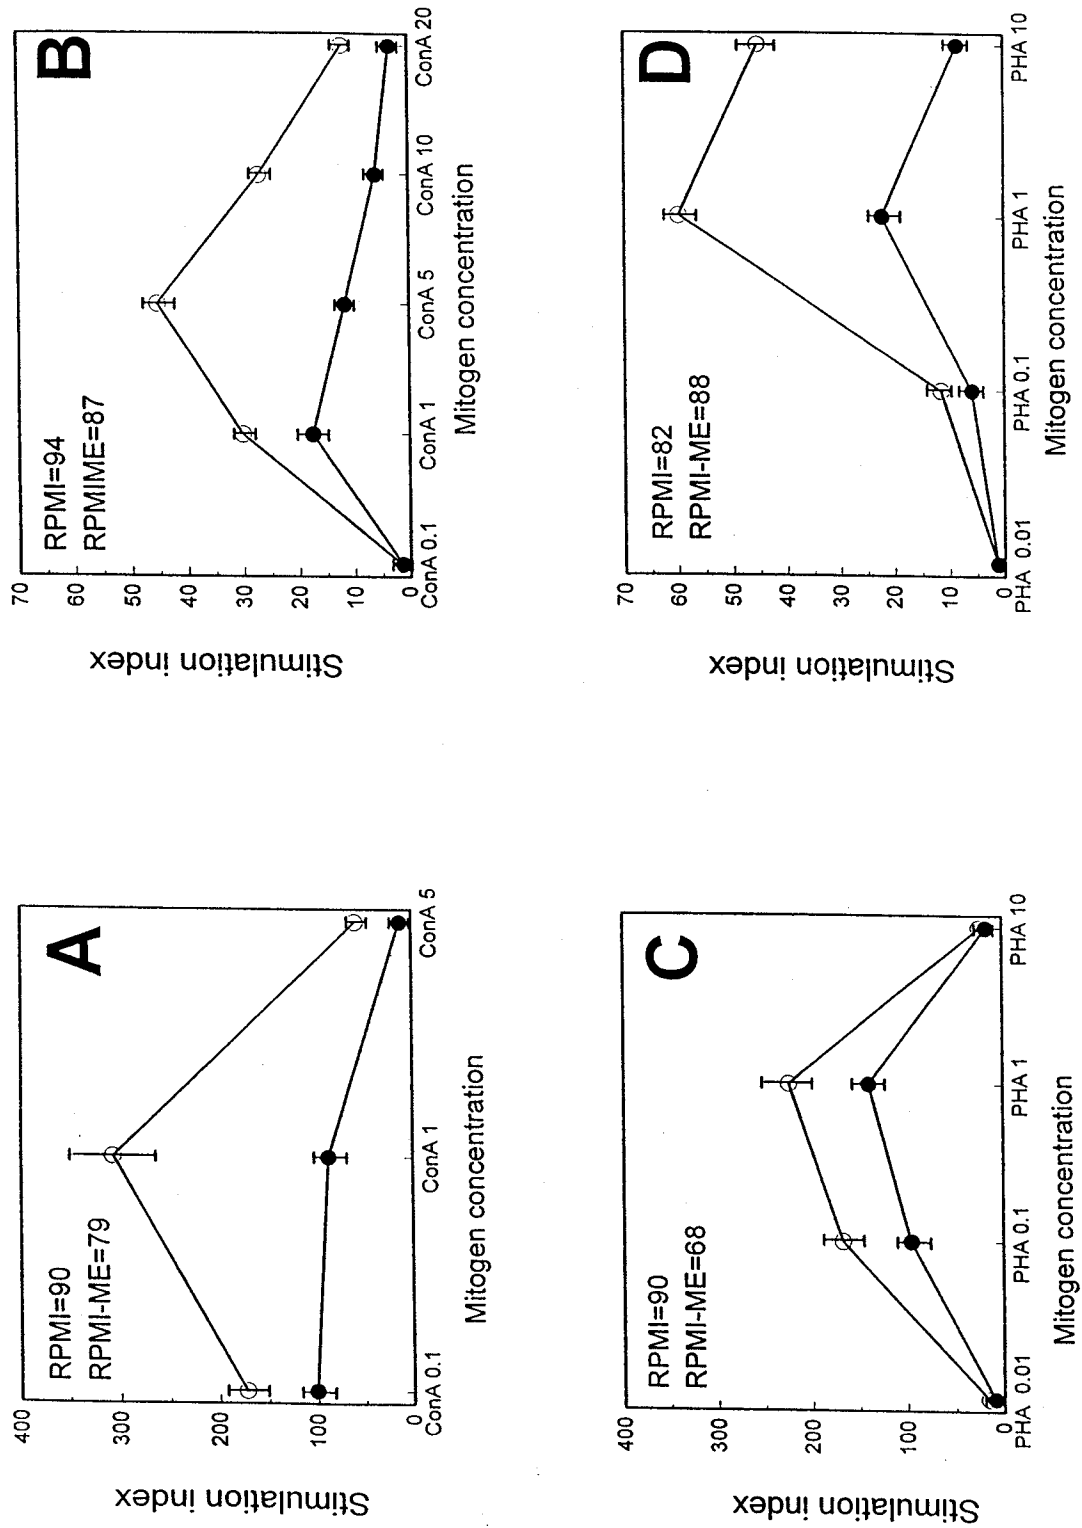 A
RPMI=90
RPMI-ME=79
400
300
200
100
0
Stimulation index
ConA 0.1
ConA 1
ConA 5
Mitogen concentration
B
RPMI=94
RPMIME=87
70
60
50
40
30
20
10
0
Stimulation index
ConA 0.1
ConA 1
ConA 5
ConA 10
ConA 20
Mitogen concentration
C
RPMI=90
RPMI-ME=68
400
300
200
100
0
Stimulation index
PHA 0.01
PHA 0.1
PHA 1
PHA 10
Mitogen concentration
D
RPMI=82
RPMI-ME=88
70
60
50
40
30
20
10
0
Stimulation index
PHA 0.01
PHA 0.1
PHA 1
PHA 10
Mitogen concentration